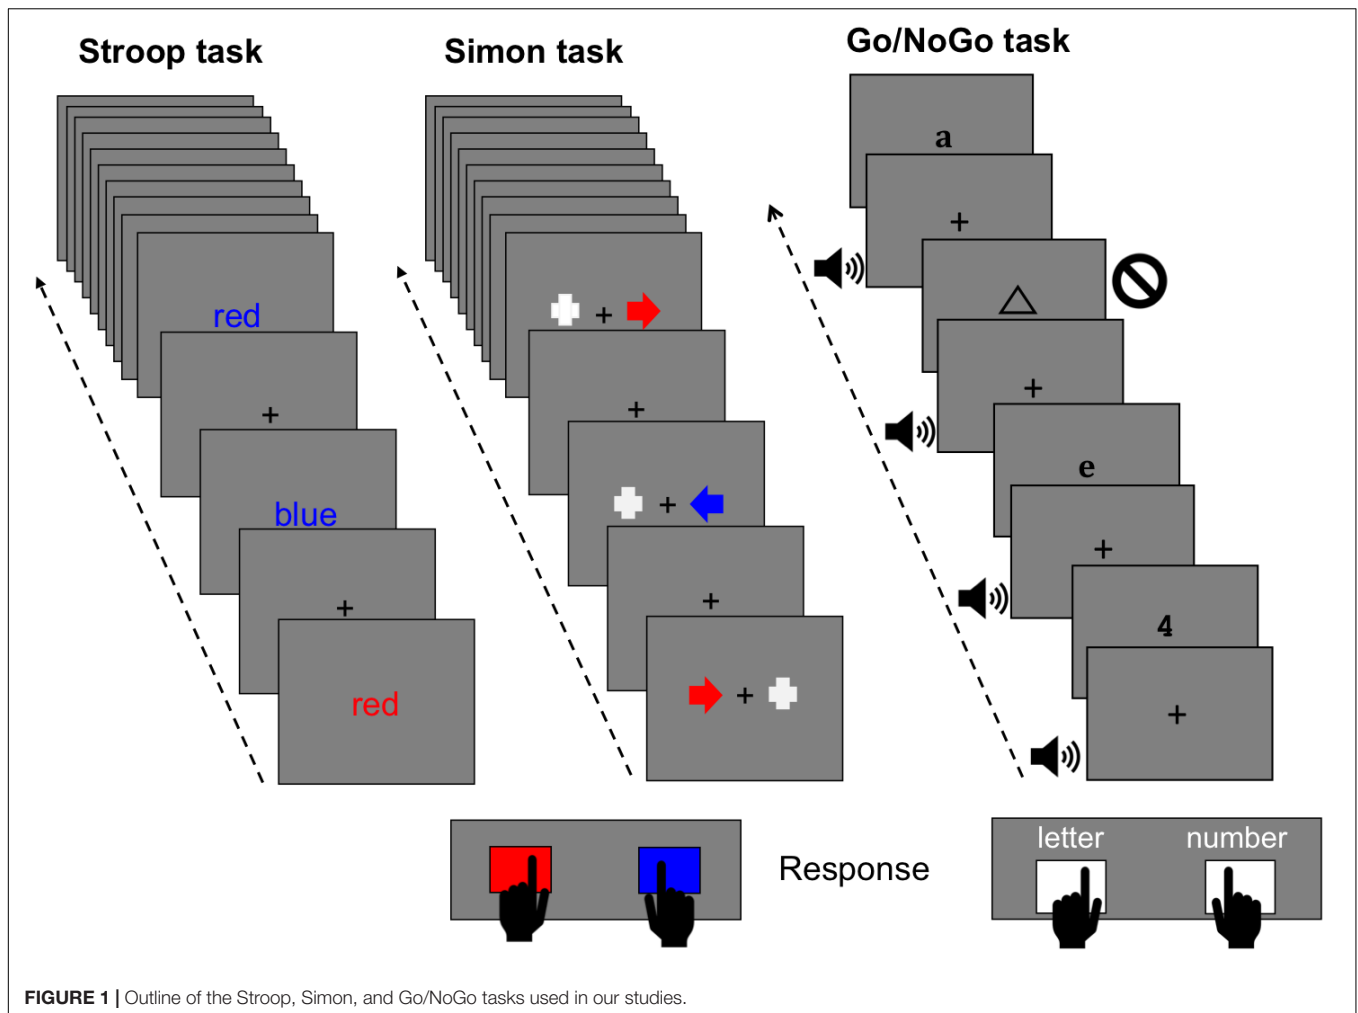 Stroop task
Simon task
Go/NoGo task
a
+
red
+
+
+
+
blue
+
e
+
+
+
4
red
+
+
letter
number
Response
FIGURE 1 | Outline of the Stroop, Simon, and Go/NoGo tasks used in our studies.